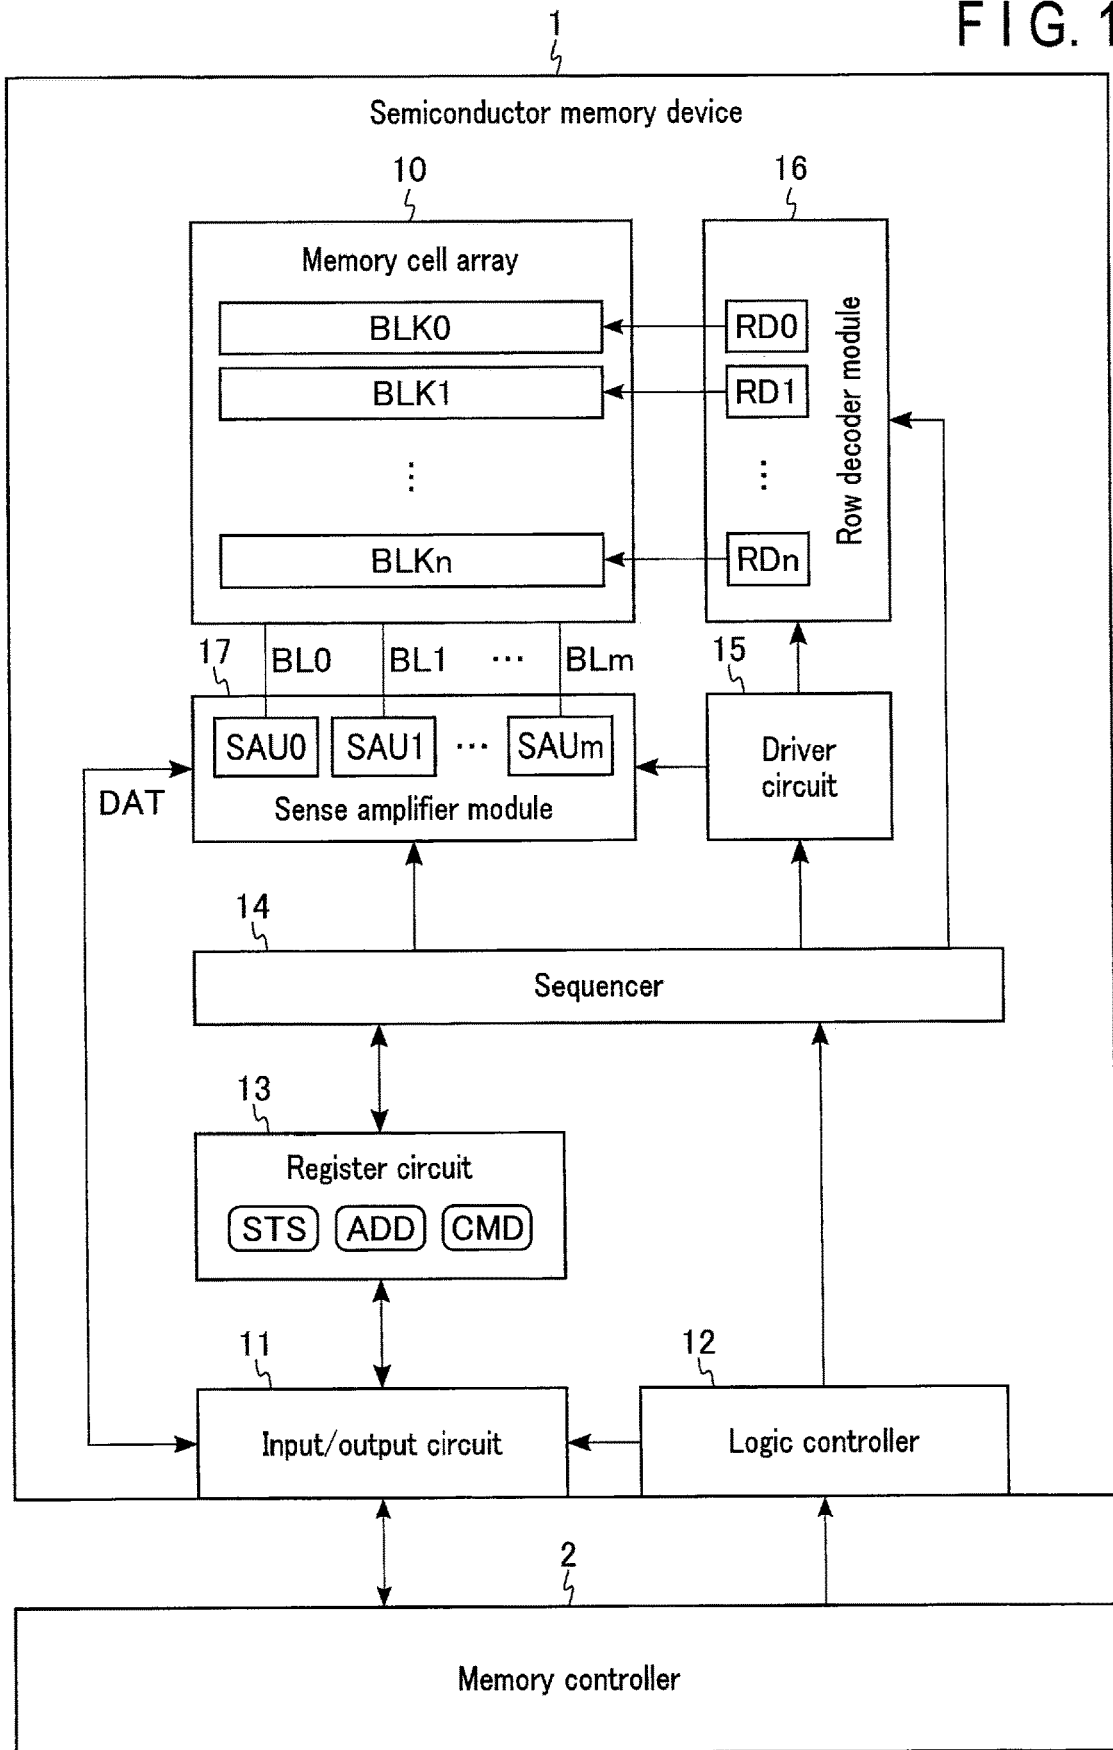 FIG. 1
1
Semiconductor memory device
10
16
Memory cell array
BLK0
RD0
BLK1
RD1
⋮
⋮
Row decoder module
BLKn
RDn
17
BL0
BL1
...
BLm
15
SAU0
SAU1
...
SAUm
Driver
circuit
DAT
Sense amplifier module
14
Sequencer
13
Register circuit
STS
ADD
CMD
11
12
Input/output circuit
Logic controller
2
Memory controller